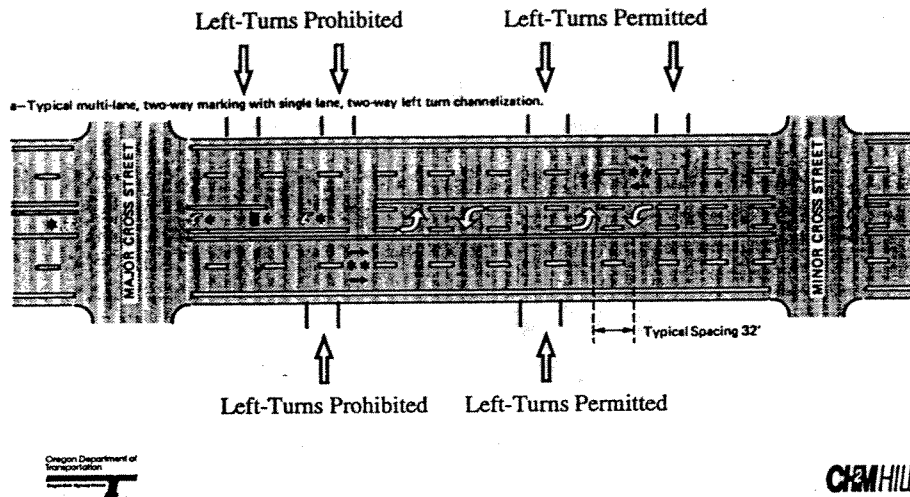 Left-Turns Prohibited
Left-Turns Permitted
a—Typical multi-lane, two-way marking with single lane, two-way left turn channelization.
MAJOR CROSS STREET
MINOR CROSS STREET
Typical Spacing 32'
Left-Turns Prohibited
Left-Turns Permitted
Oregon Department of
Transportation
CH2M HILL